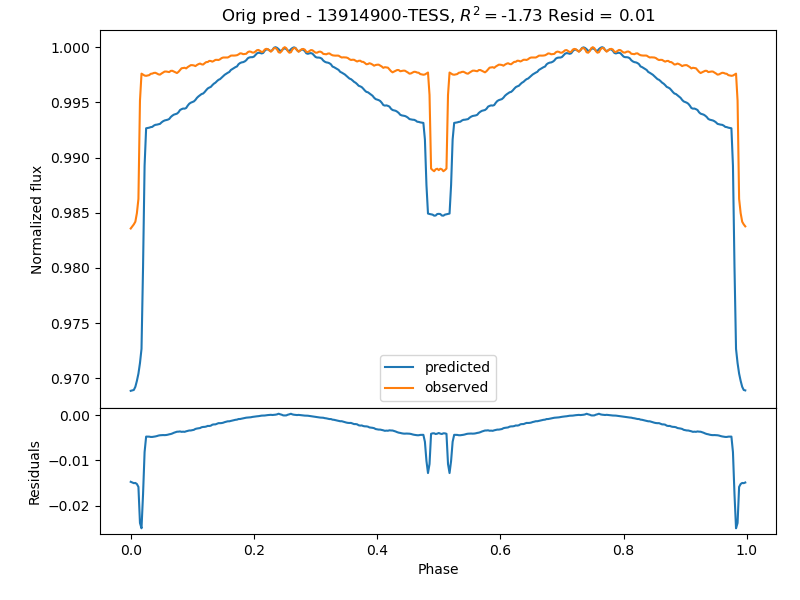 Orig pred - 13914900-TESS, R² = -1.73 Resid = 0.01
1.000
0.995
0.990
0.985
0.980
0.975
0.970
Normalized flux
predicted
observed
0.00
−0.01
−0.02
Residuals
0.0 0.2 0.4 0.6 0.8 1.0
Phase